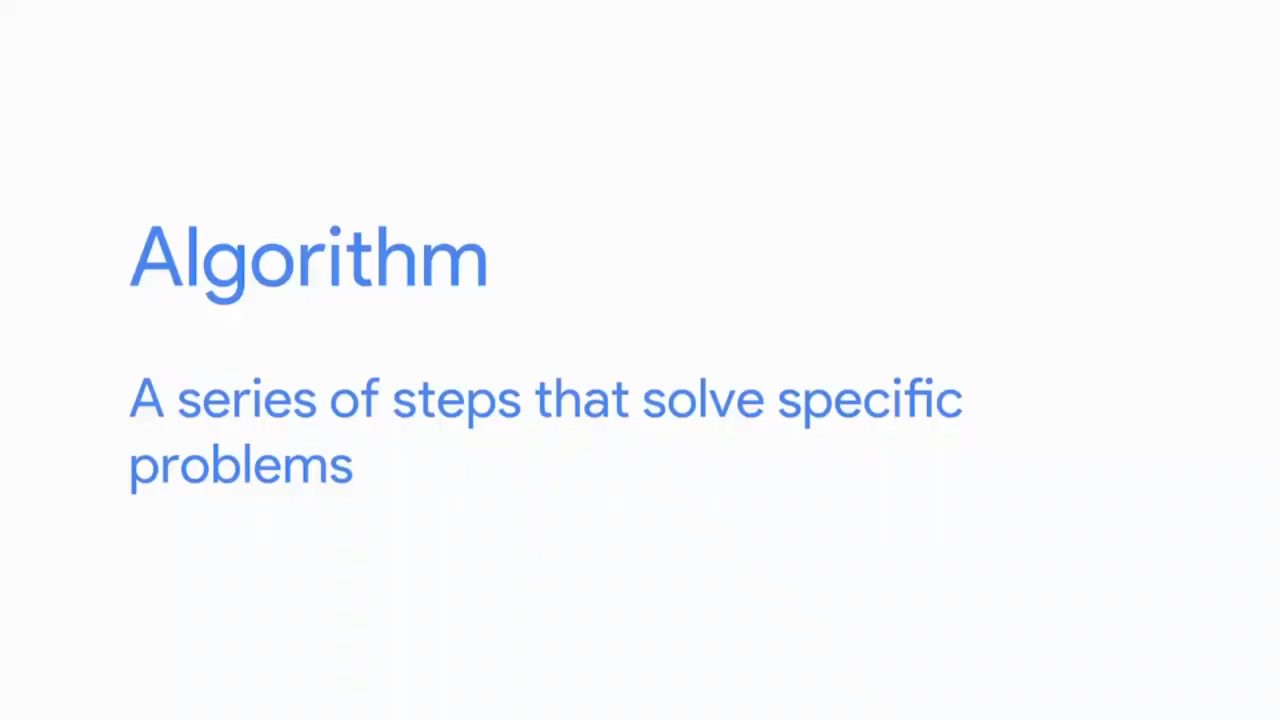 Algorithm
A series of steps that solve specific
problems